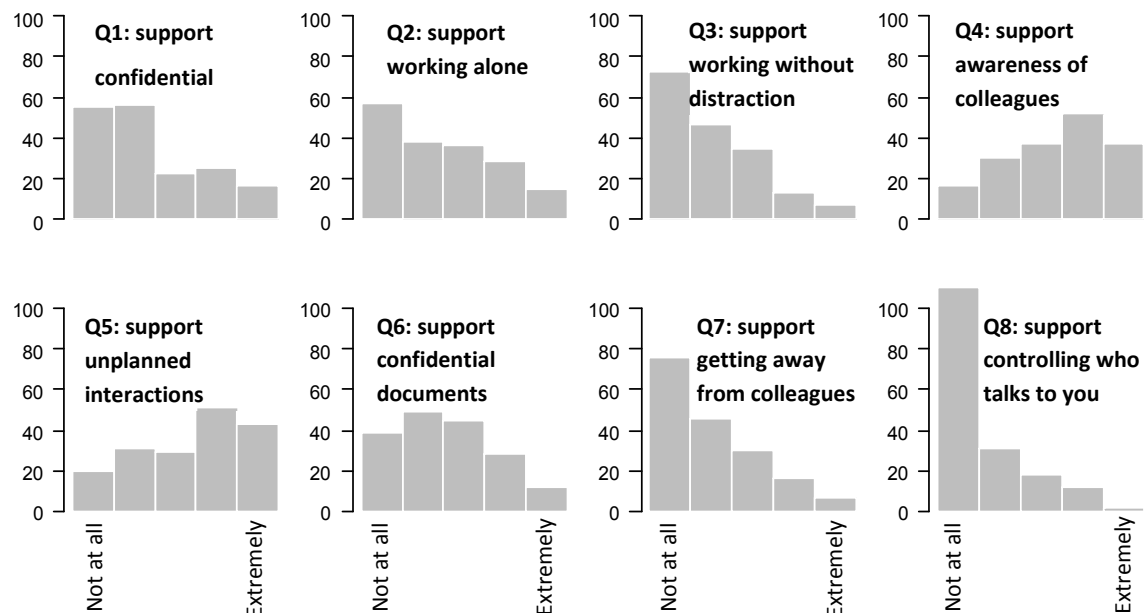 Q1: support
confidential
100
80
60
40
20
0
Q2: support
working alone
100
80
60
40
20
0
Q3: support
working without
distraction
100
80
60
40
20
0
Q4: support
awareness of
colleagues
100
80
60
40
20
0
Q5: support
unplanned
interactions
100
80
60
40
20
0
Not at all
Extremely
Q6: support
confidential
documents
100
80
60
40
20
0
Not at all
Extremely
Q7: support
getting away
from colleagues
100
80
60
40
20
0
Not at all
Extremely
Q8: support
controlling who
talks to you
100
80
60
40
20
0
Not at all
Extremely